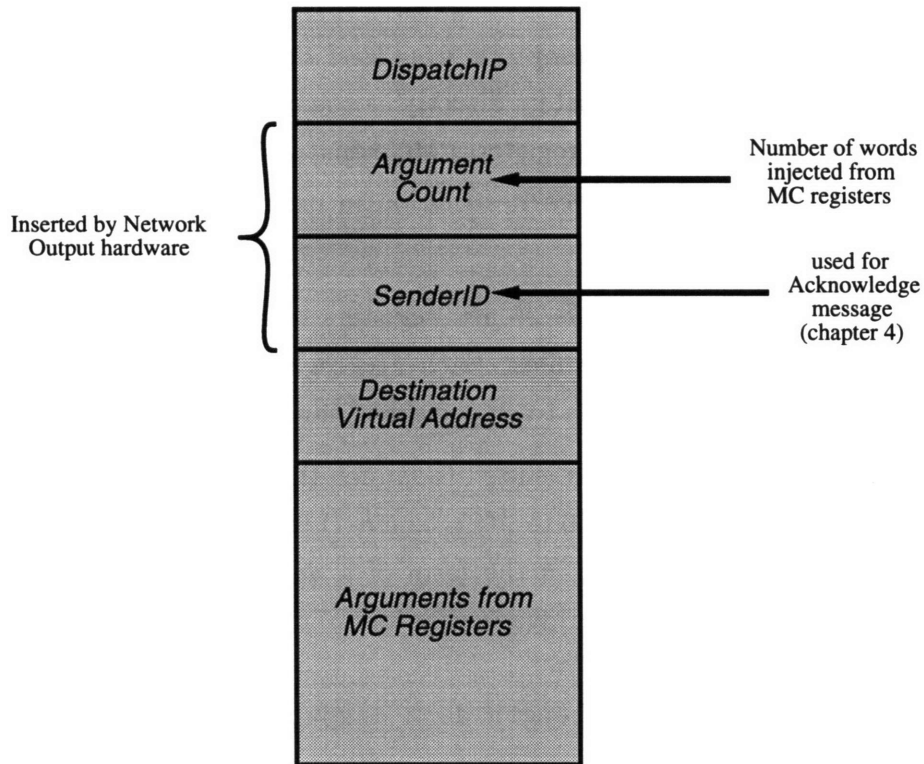 DispatchIP
Argument
Count
Number of words
injected from
MC registers
Inserted by Network
Output hardware
SenderID
used for
Acknowledge
message
(chapter 4)
Destination
Virtual Address
Arguments from
MC Registers